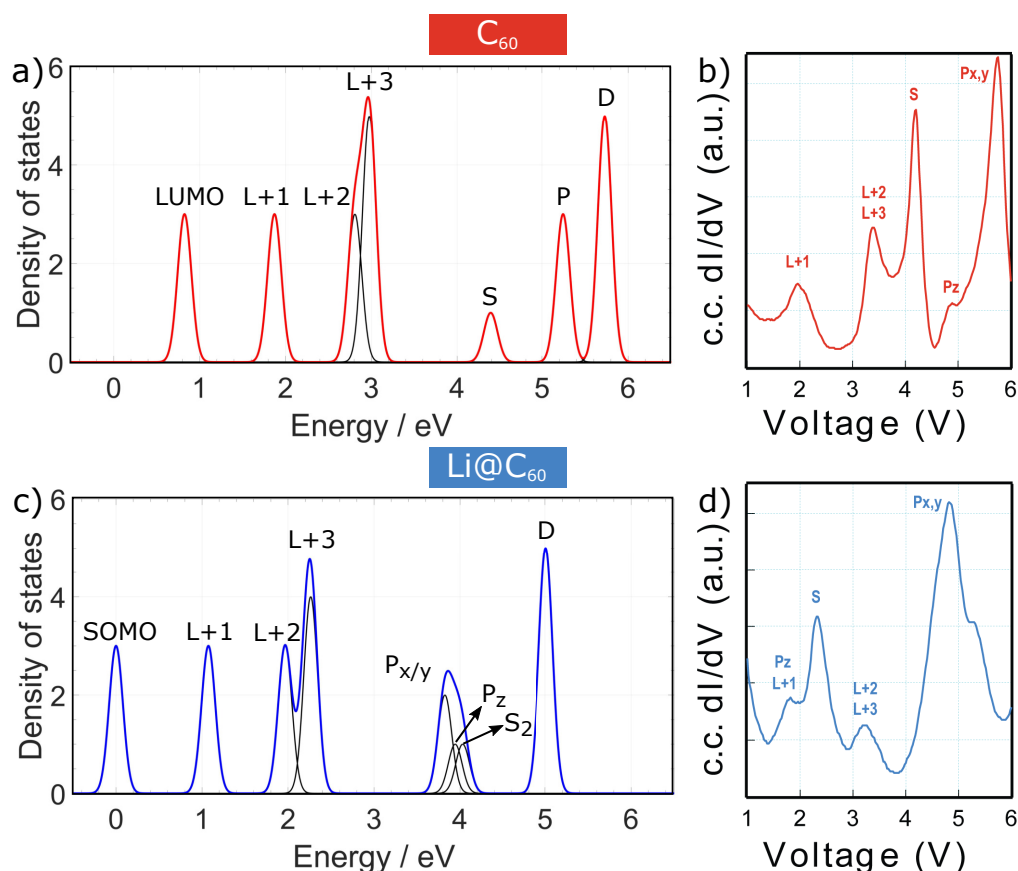 C60
a)
6
4
2
0
Density of states
LUMO
L+1
L+2
L+3
S
P
D
0 1 2 3 4 5 6
Energy / eV
b)
c.c. dI/dV (a.u.)
L+1
L+2
L+3
S
Pz
Px,y
1 2 3 4 5 6
Voltage (V)
Li@C60
c)
6
4
2
0
Density of states
SOMO
L+1
L+2
L+3
Px/y
Pz
S2
D
0 1 2 3 4 5 6
Energy / eV
d)
c.c. dI/dV (a.u.)
Pz
L+1
S
L+2
L+3
Px,y
1 2 3 4 5 6
Voltage (V)